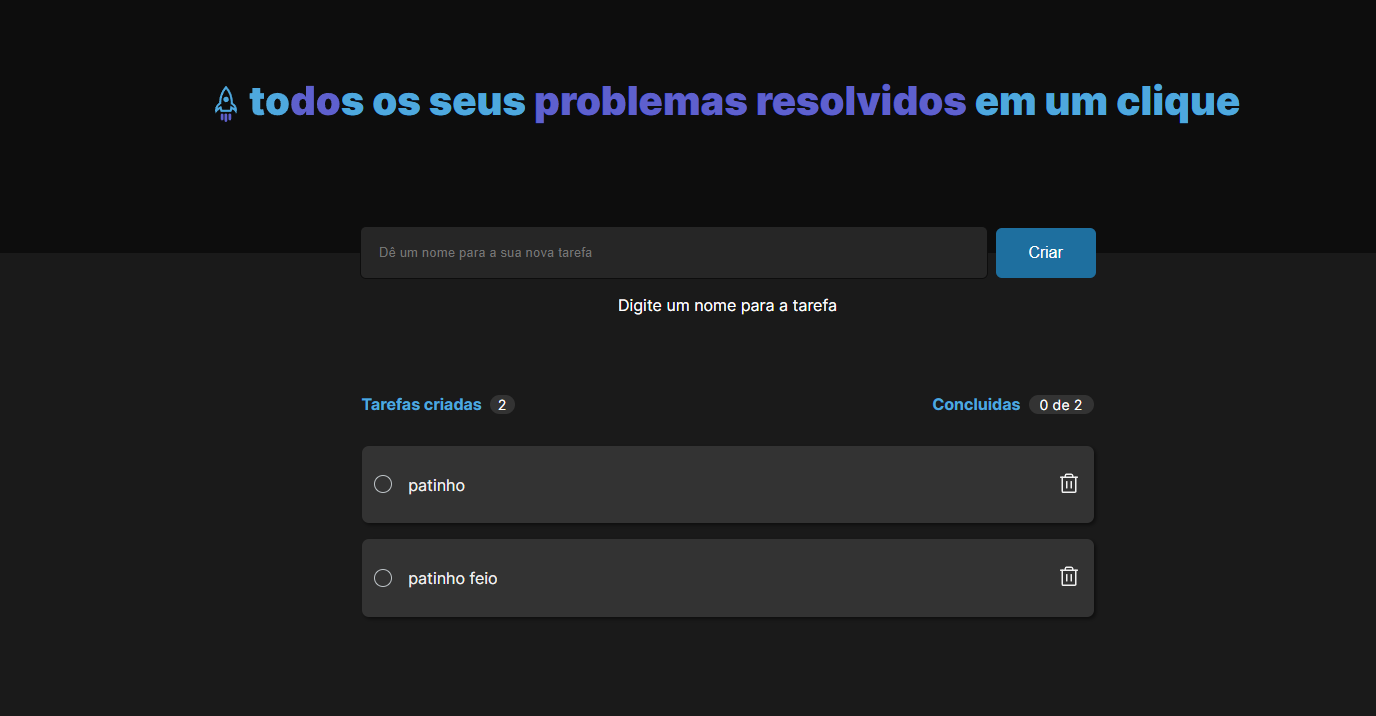 todos os seus problemas resolvidos em um clique
Dê um nome para a sua nova tarefa
Criar
Digite um nome para a tarefa
Tarefas criadas 2
Concluidas 0 de 2
patinho
patinho feio